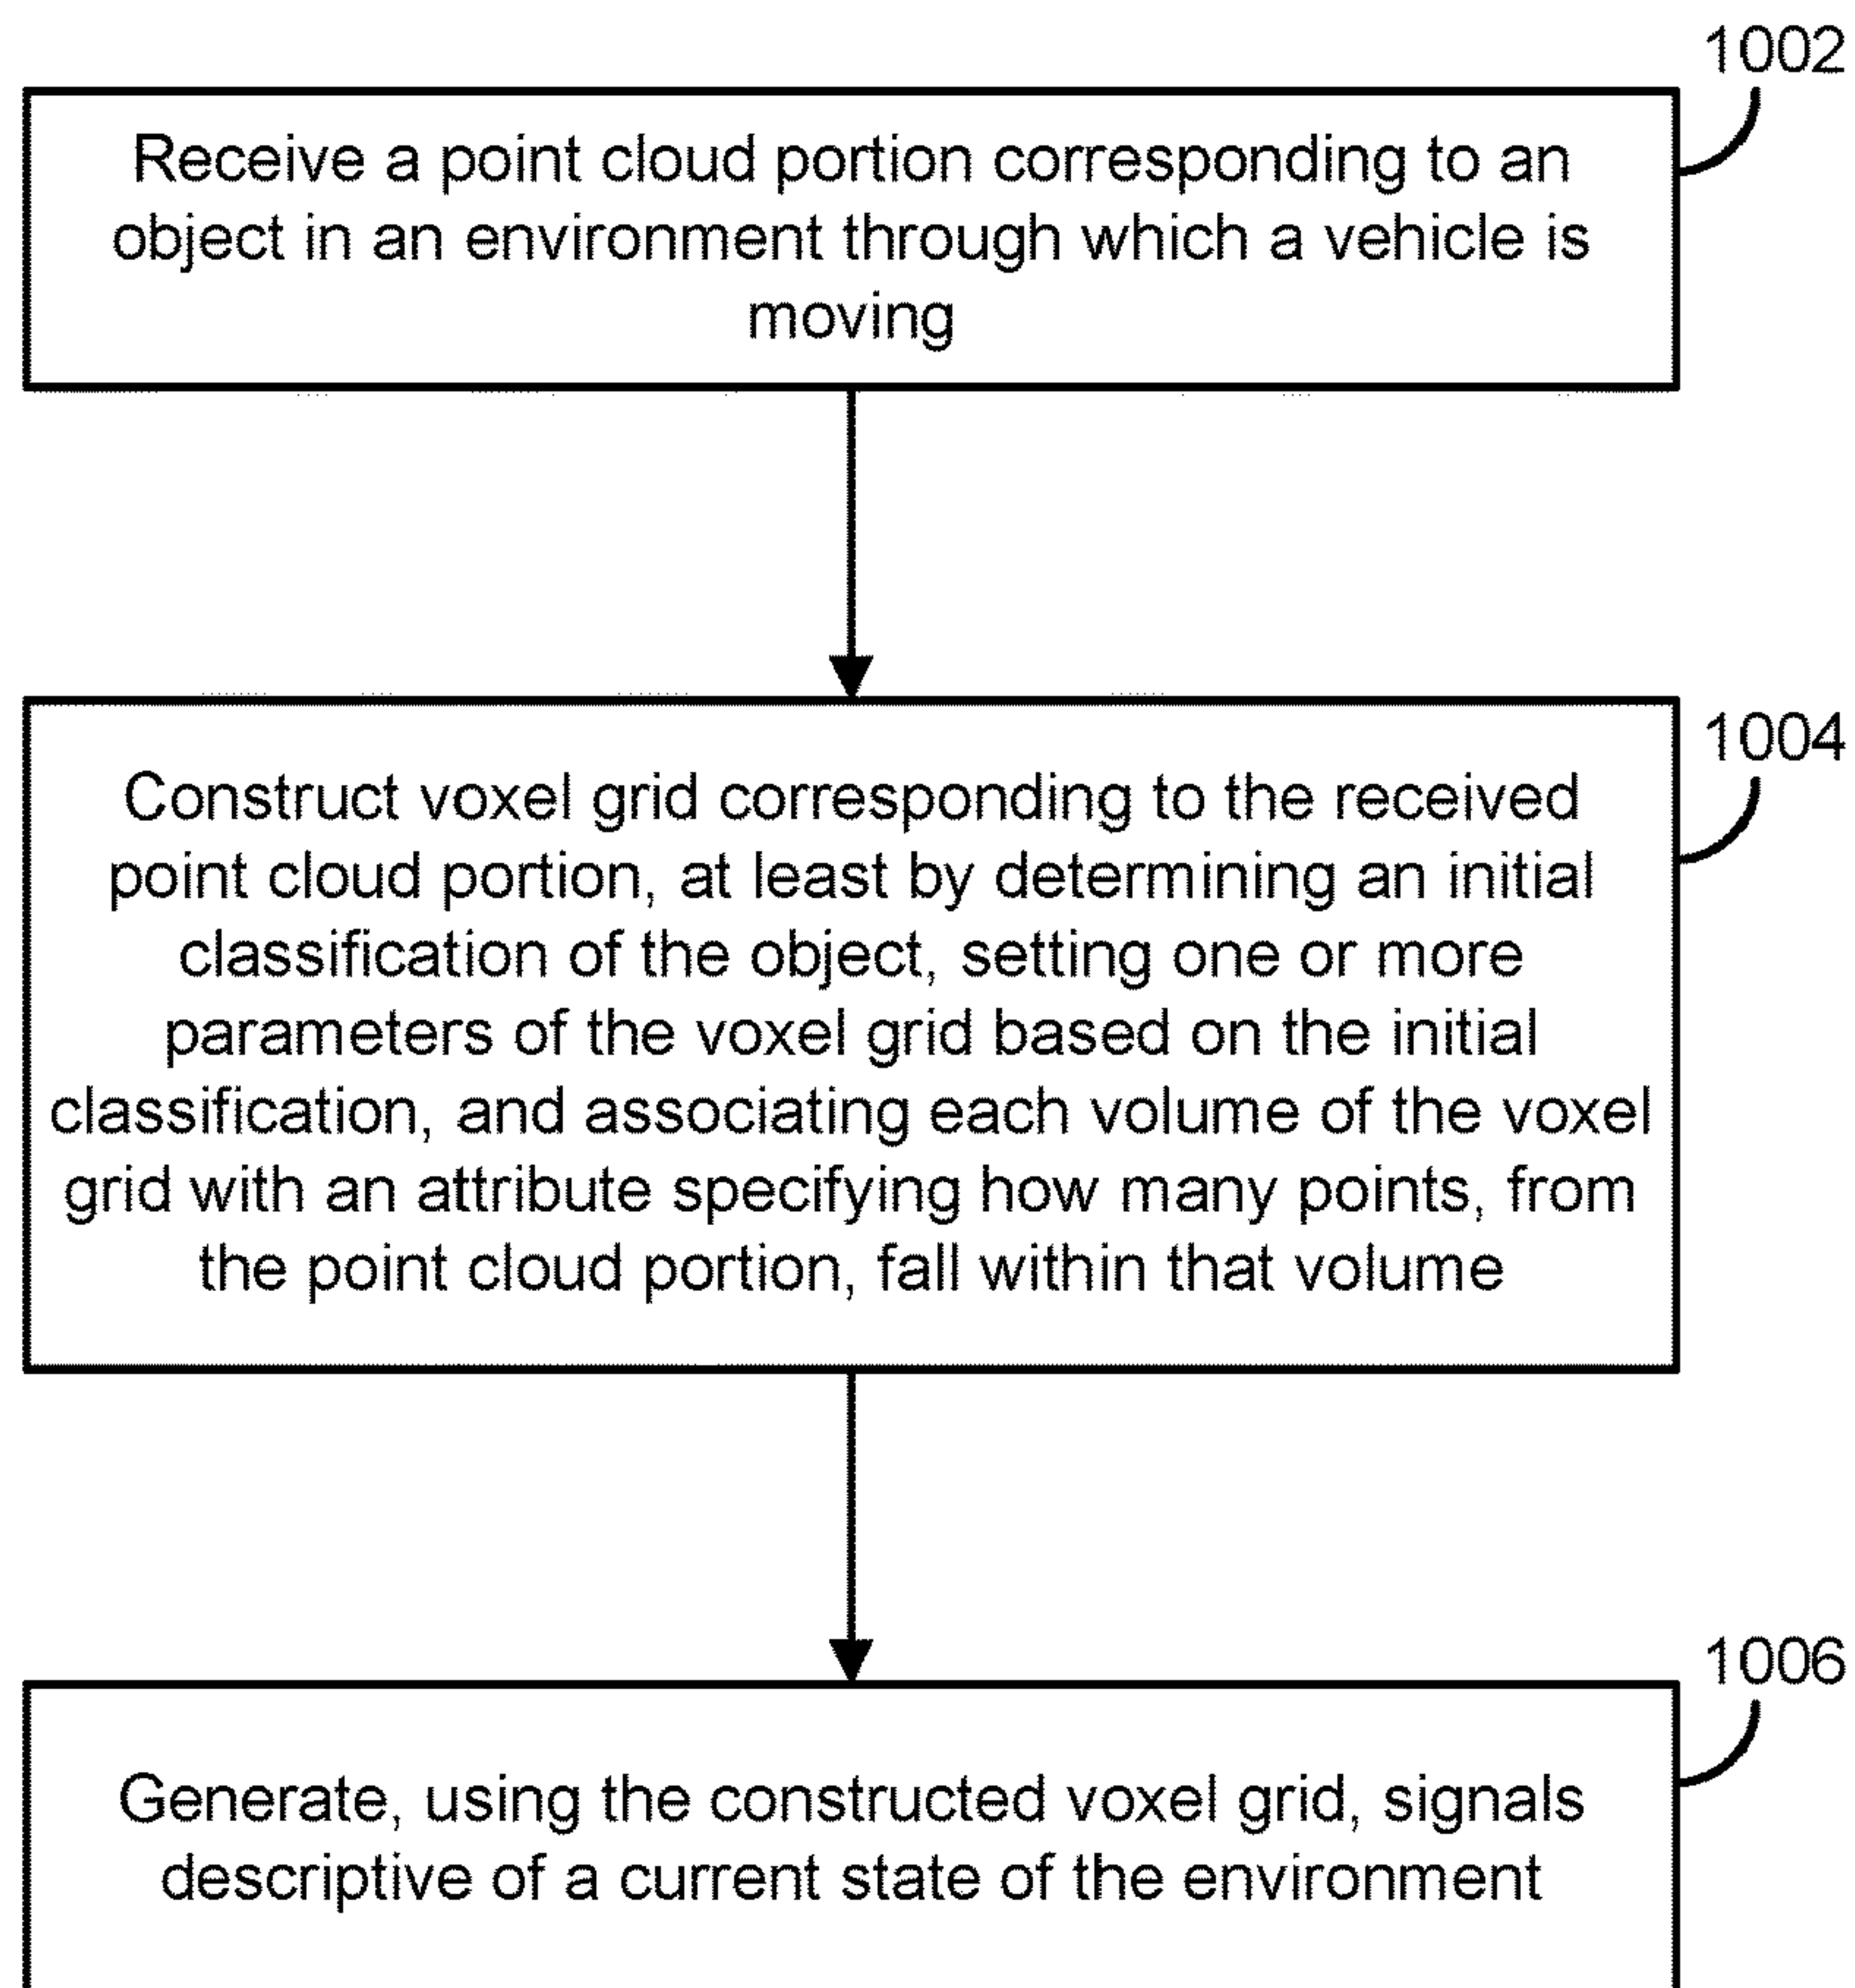 1002
Receive a point cloud portion corresponding to an
object in an environment through which a vehicle is
moving
1004
Construct voxel grid corresponding to the received
point cloud portion, at least by determining an initial
classification of the object, setting one or more
parameters of the voxel grid based on the initial
classification, and associating each volume of the voxel
grid with an attribute specifying how many points, from
the point cloud portion, fall within that volume
1006
Generate, using the constructed voxel grid, signals
descriptive of a current state of the environment